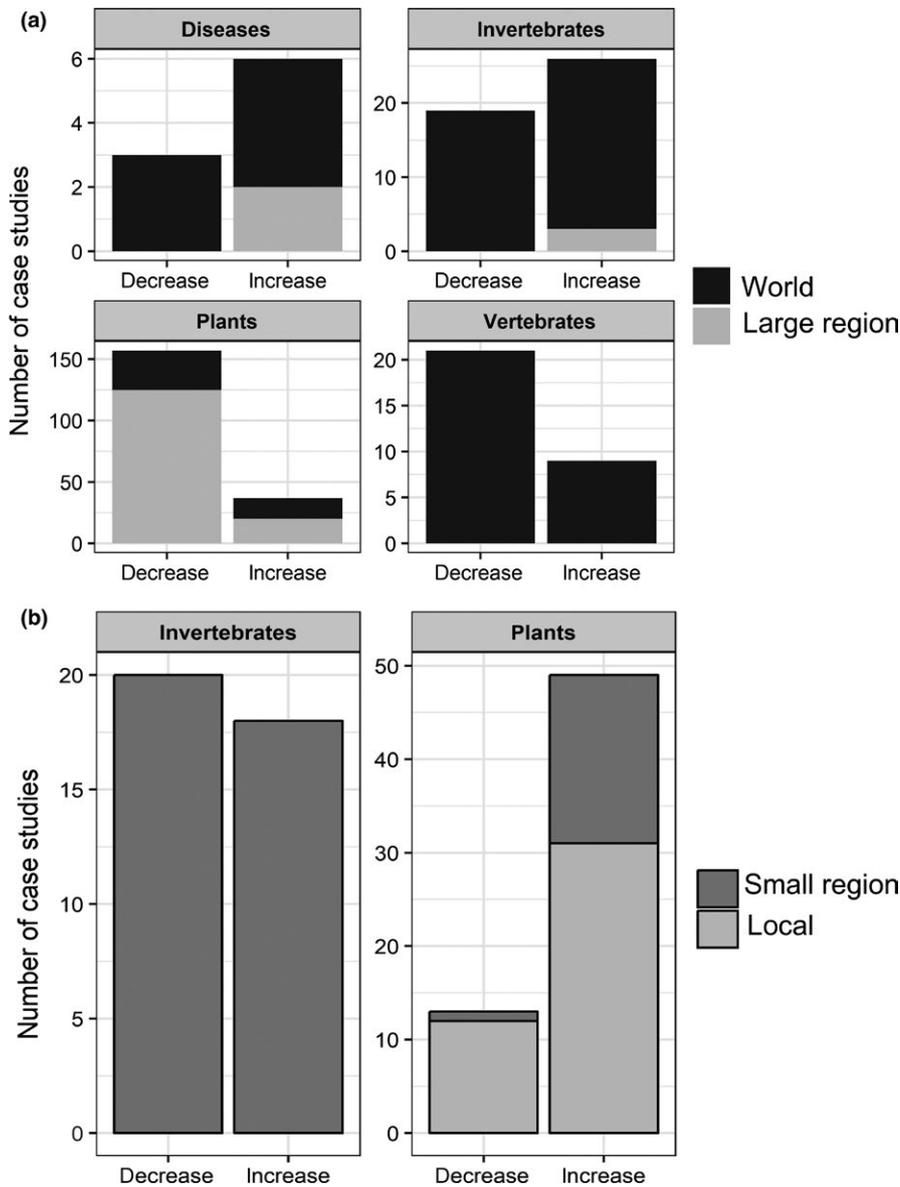 (a)
Diseases
Invertebrates
6
4
2
0
20
10
0
Decrease Increase
Decrease Increase
Plants
Vertebrates
150
100
50
0
20
15
10
5
0
Decrease Increase
Decrease Increase
Number of case studies
World
Large region
(b)
Invertebrates
Plants
20
15
10
5
0
50
40
30
20
10
0
Decrease Increase
Decrease Increase
Number of case studies
Small region
Local